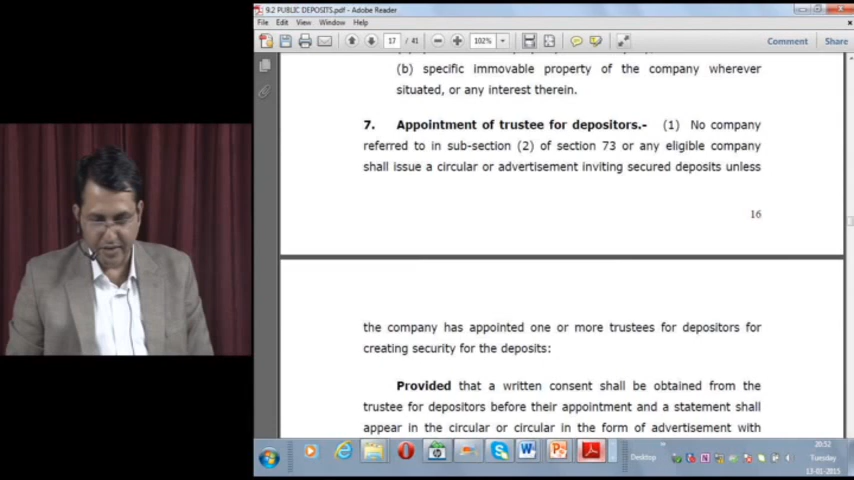 9.2 PUBLIC DEPOSITS.pdf - Adobe Reader
File Edit View Window Help
17 / 41 102% Comment Share
(b) specific immovable property of the company wherever
situated, or any interest therein.
7. Appointment of trustee for depositors.- (1) No company
referred to in sub-section (2) of section 73 or any eligible company
shall issue a circular or advertisement inviting secured deposits unless
16
the company has appointed one or more trustees for depositors for
creating security for the deposits:
Provided that a written consent shall be obtained from the
trustee for depositors before their appointment and a statement shall
appear in the circular or circular in the form of advertisement with
Desktop
20:52
Tuesday
13-01-2015